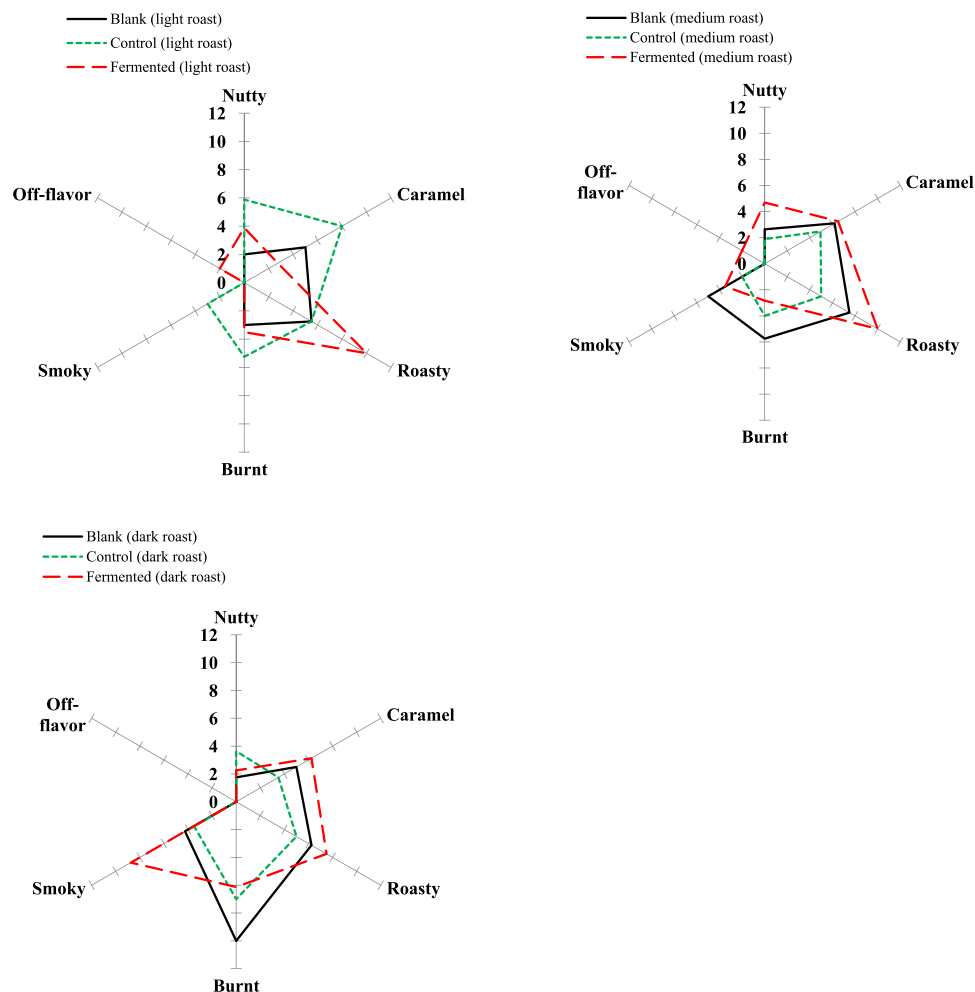 Blank (light roast)
Control (light roast)
Fermented (light roast)
Nutty
12
10
8
6
4
2
0
Off-flavor
Caramel
Smoky
Roasty
Burnt
Blank (medium roast)
Control (medium roast)
Fermented (medium roast)
Nutty
12
10
8
6
4
2
0
Off-
flavor
Caramel
Smoky
Roasty
Burnt
Blank (dark roast)
Control (dark roast)
Fermented (dark roast)
Nutty
12
10
8
6
4
2
0
Off-
flavor
Caramel
Smoky
Roasty
Burnt